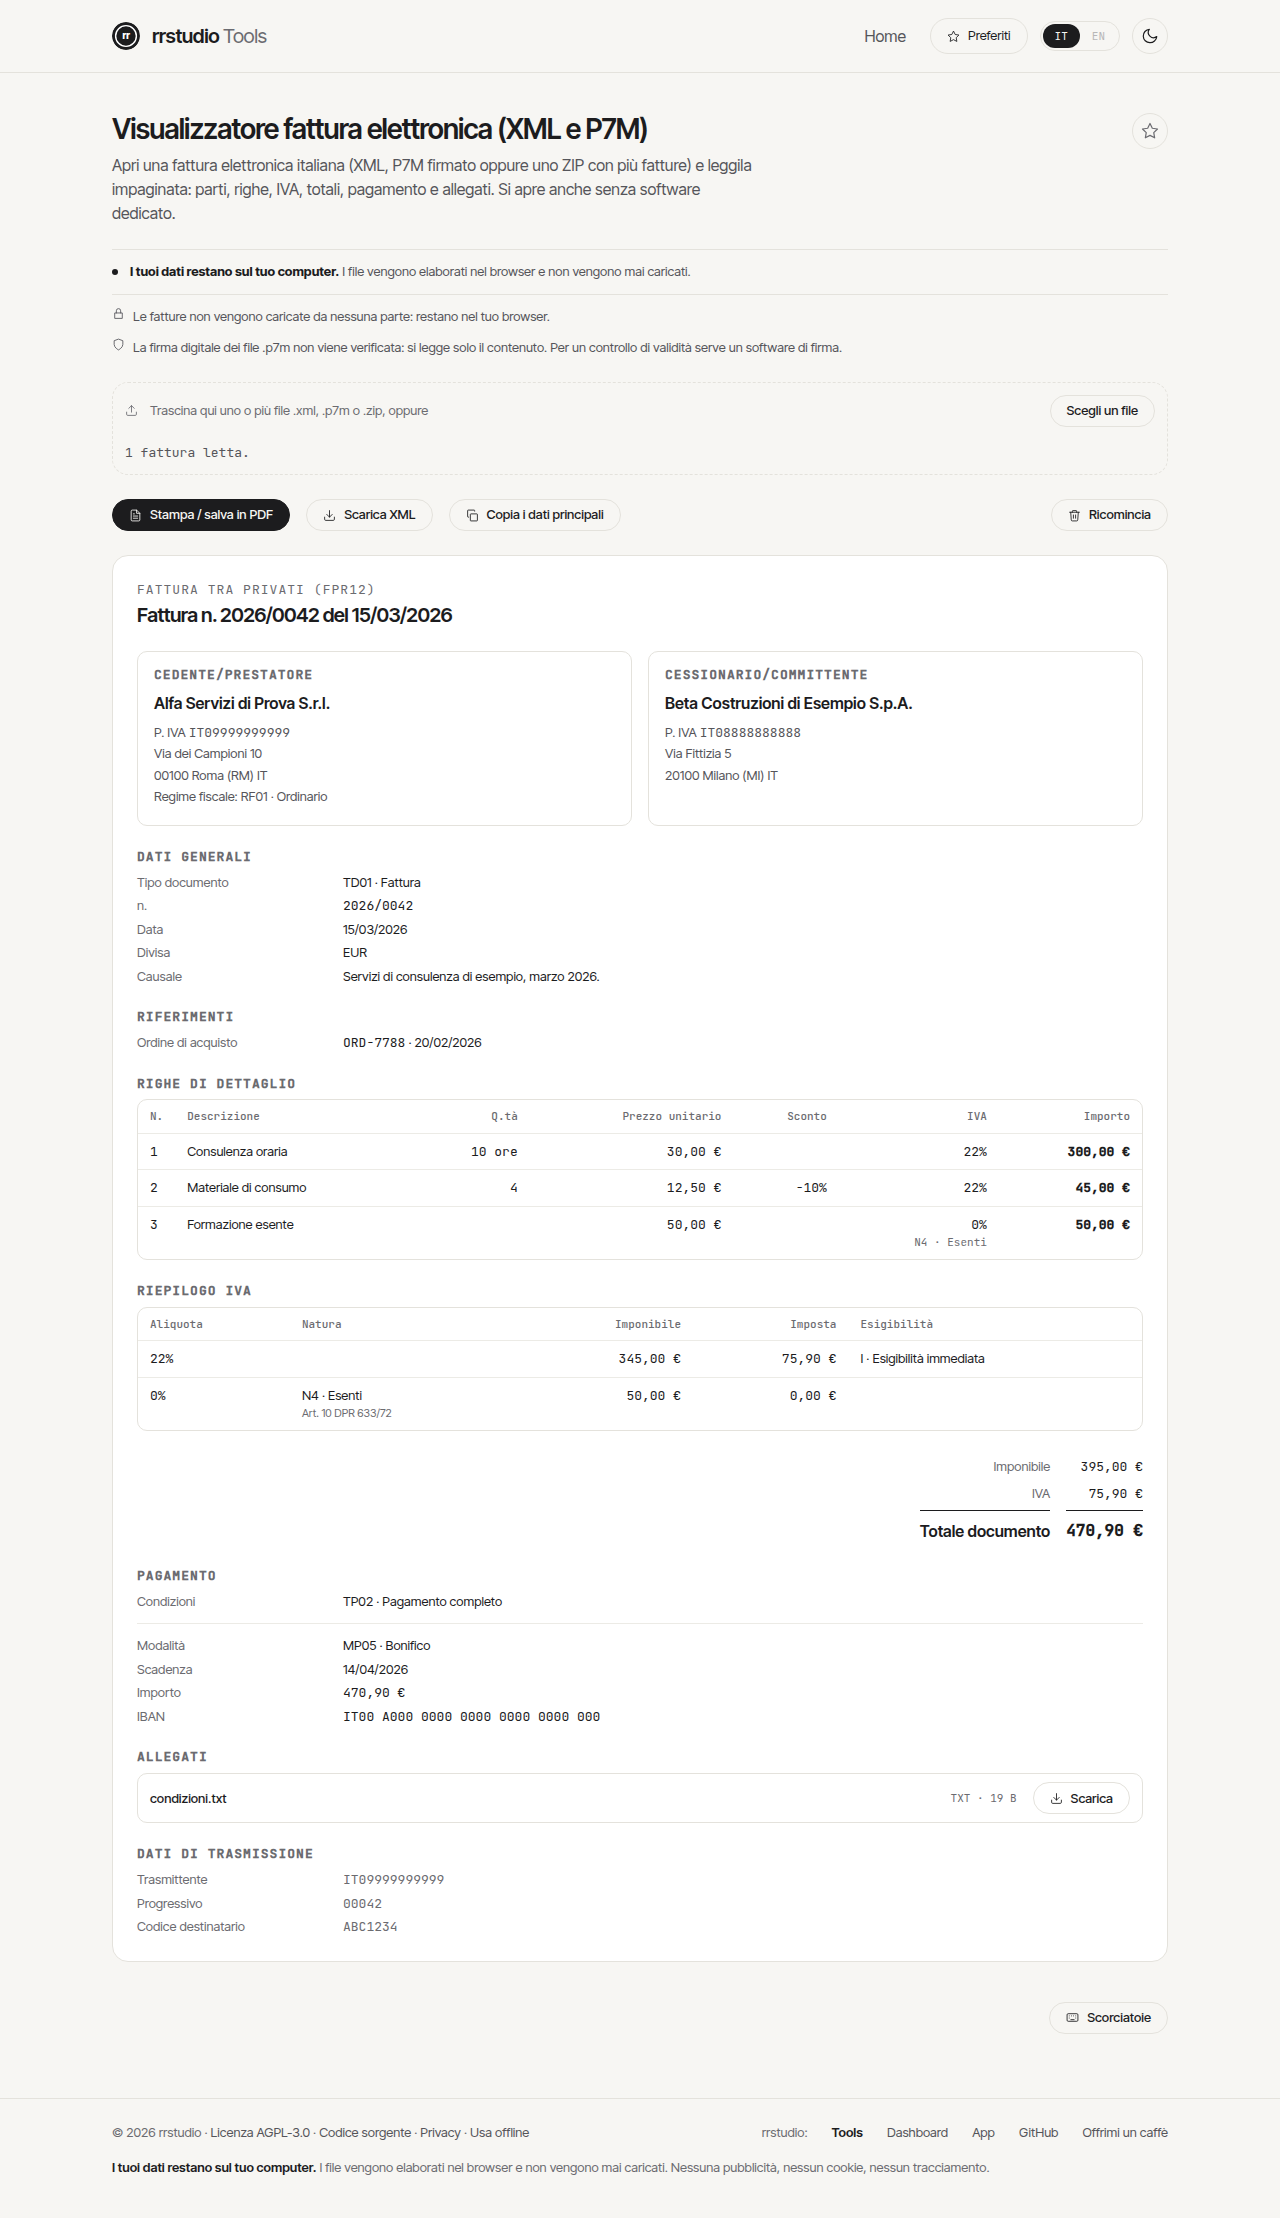 rr rrstudio Tools
Home
Preferiti
IT EN
Visualizzatore fattura elettronica (XML e P7M)
Apri una fattura elettronica italiana (XML, P7M firmato oppure uno ZIP con più fatture) e leggila
impaginata: parti, righe, IVA, totali, pagamento e allegati. Si apre anche senza software
dedicato.
I tuoi dati restano sul tuo computer. I file vengono elaborati nel browser e non vengono mai caricati.
Le fatture non vengono caricate da nessuna parte: restano nel tuo browser.
La firma digitale dei file .p7m non viene verificata: si legge solo il contenuto. Per un controllo di validità serve un software di firma.
Trascina qui uno o più file .xml, .p7m o .zip, oppure
Scegli un file
1 fattura letta.
Stampa / salva in PDF
Scarica XML
Copia i dati principali
Ricomincia
FATTURA TRA PRIVATI (FPR12)
Fattura n. 2026/0042 del 15/03/2026
CEDENTE/PRESTATORE
Alfa Servizi di Prova S.r.l.
P. IVA IT09999999999
Via dei Campioni 10
00100 Roma (RM) IT
Regime fiscale: RF01 · Ordinario
CESSIONARIO/COMMITTENTE
Beta Costruzioni di Esempio S.p.A.
P. IVA IT08888888888
Via Fittizia 5
20100 Milano (MI) IT
DATI GENERALI
Tipo documento TD01 · Fattura
n. 2026/0042
Data 15/03/2026
Divisa EUR
Causale Servizi di consulenza di esempio, marzo 2026.
RIFERIMENTI
Ordine di acquisto ORD-7788 · 20/02/2026
RIGHE DI DETTAGLIO
N. Descrizione Q.tà Prezzo unitario Sconto IVA Importo
1 Consulenza oraria 10 ore 30,00 € 22% 300,00 €
2 Materiale di consumo 4 12,50 € -10% 22% 45,00 €
3 Formazione esente 50,00 € 0% 50,00 €
N4 · Esenti
RIEPILOGO IVA
Aliquota Natura Imponibile Imposta Esigibilità
22% 345,00 € 75,90 € I · Esigibilità immediata
0% N4 · Esenti 50,00 € 0,00 €
Art. 10 DPR 633/72
Imponibile 395,00 €
IVA 75,90 €
Totale documento 470,90 €
PAGAMENTO
Condizioni TP02 · Pagamento completo
Modalità MP05 · Bonifico
Scadenza 14/04/2026
Importo 470,90 €
IBAN IT00 A000 0000 0000 0000 0000 000
ALLEGATI
condizioni.txt TXT · 19 B Scarica
DATI DI TRASMISSIONE
Trasmittente IT09999999999
Progressivo 00042
Codice destinatario ABC1234
Scorciatoie
© 2026 rrstudio · Licenza AGPL-3.0 · Codice sorgente · Privacy · Usa offline
rrstudio: Tools Dashboard App GitHub Offrimi un caffè
I tuoi dati restano sul tuo computer. I file vengono elaborati nel browser e non vengono mai caricati. Nessuna pubblicità, nessun cookie, nessun tracciamento.